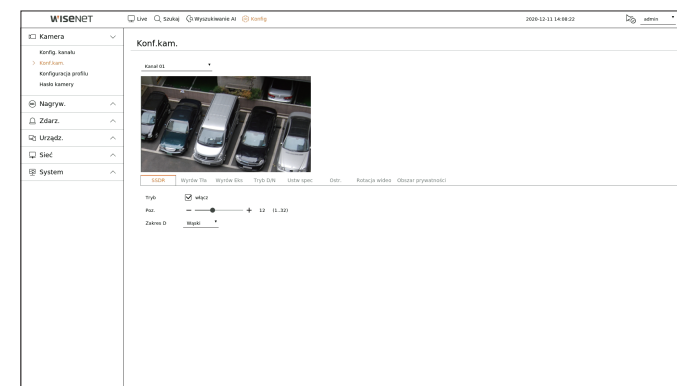 WISENET
Live Szukaj Wyszukiwanie AI Konfig
2020-12-11 14:08:22
admin
Kamera
Konfig. kanału
Konf.kam.
Konfiguracja profilu
Hasło kamery
Nagryw.
Zdarz.
Urządz.
Sieć
System
Konf.kam.
Kanał 01
SSDR Wyrów Tła Wyrów Eks Tryb D/N Ustw spec Ostr. Rotacja wideo Obszar prywatności
Tryb włącz
Poz. 12 (1..32)
Zakres D Wąski